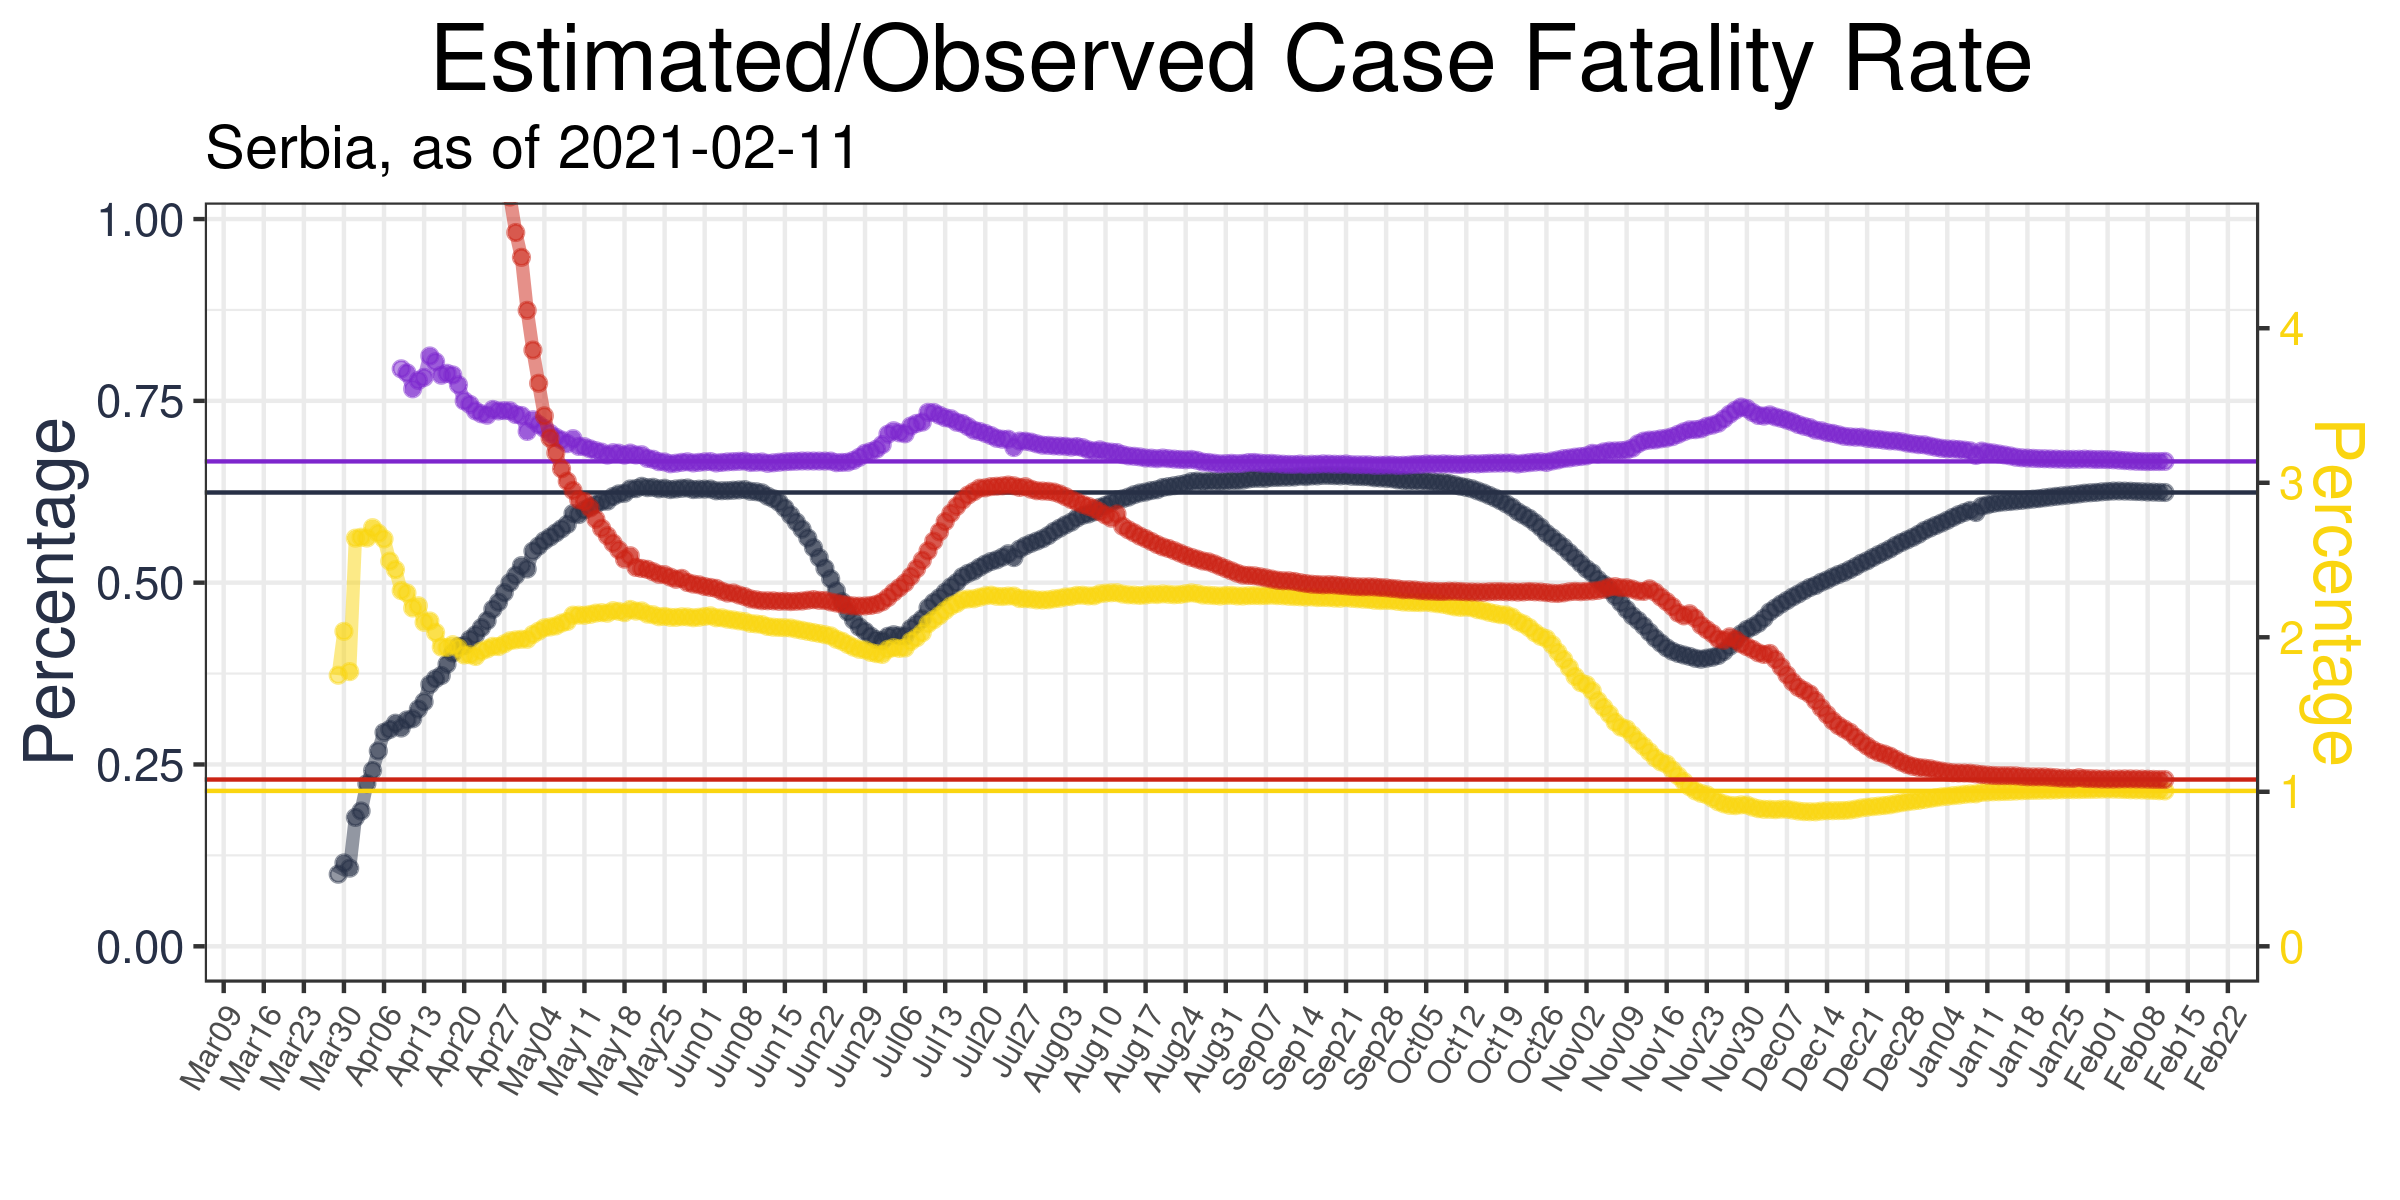 Estimated/Observed Case Fatality Rate
Serbia, as of 2021-02-11
Percentage
1.00
0.75
0.50
0.25
0.00
4
3
2
1
0
Percentage
Mar09
Mar16
Mar23
Mar30
Apr06
Apr13
Apr20
Apr27
May04
May11
May18
May25
Jun01
Jun08
Jun15
Jun22
Jun29
Jul06
Jul13
Jul20
Jul27
Aug03
Aug10
Aug17
Aug24
Aug31
Sep07
Sep14
Sep21
Sep28
Oct05
Oct12
Oct19
Oct26
Nov02
Nov09
Nov16
Nov23
Nov30
Dec07
Dec14
Dec21
Dec28
Jan04
Jan11
Jan18
Jan25
Feb01
Feb08
Feb15
Feb22